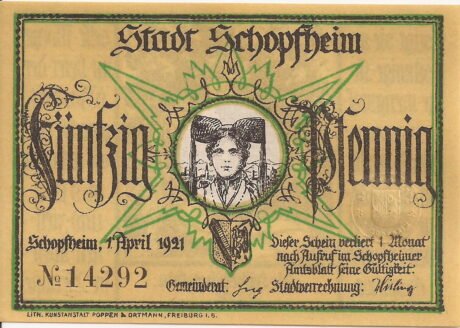 Stadt Schopfheim
Fünfzig Pfennig
Schopfheim, 1 April 1921
Dieser Schein verliert 1 Monat
nach Aufruf im Schopfheimer
Amtsblatt seine Gültigkeit.
№ 14292
Gemeinderat: Stadtverrechnung:
LITH. KUNSTANSTALT POPPEN & ORTMANN, FREIBURG I. B.